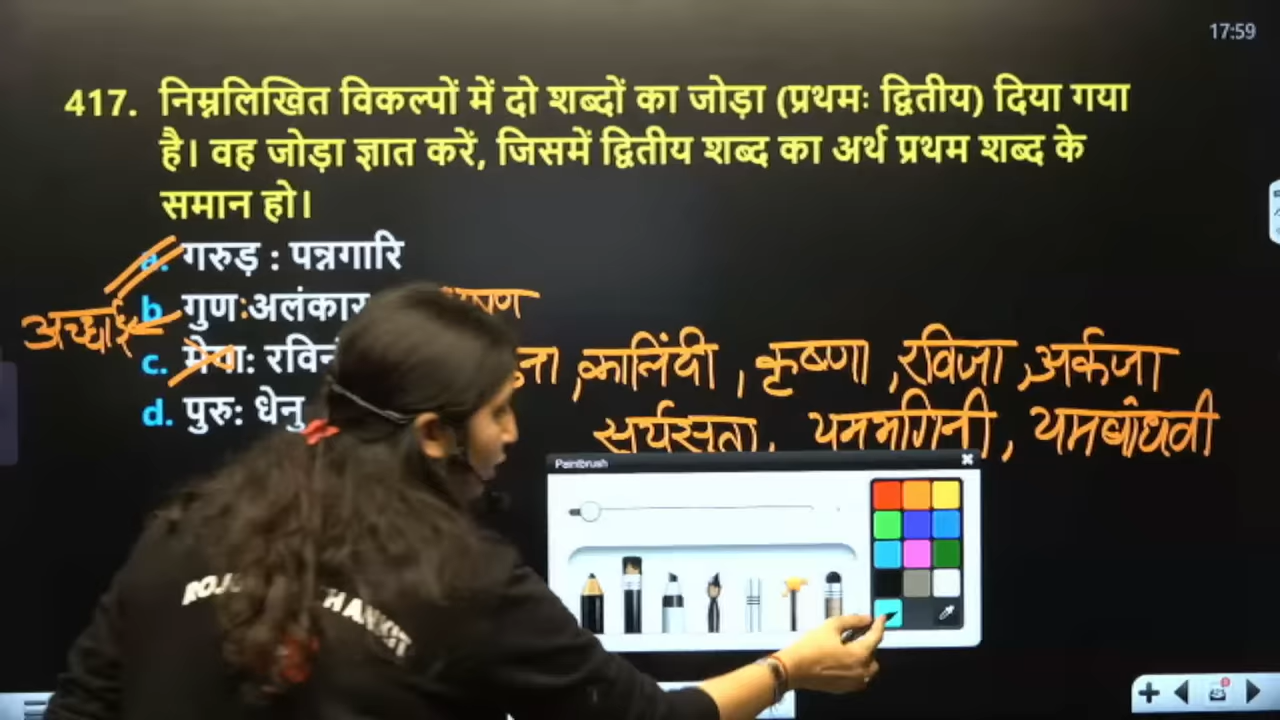 17:59
417. निम्नलिखित विकल्पों में दो शब्दों का जोड़ा (प्रथमः द्वितीय) दिया गया
है। वह जोड़ा ज्ञात करें, जिसमें द्वितीय शब्द का अर्थ प्रथम शब्द के
समान हो।
a. गरुड़ : पन्नगारि
b. गुण:अलंकार
अच्छाई
c. मैया:
कालिंदी, कृष्णा, रविजा, अर्कजा
d. पुरु: धेनु
सूर्यसुता, यमभगिनी, यमबांधवी
Paintbrush
ANKIT